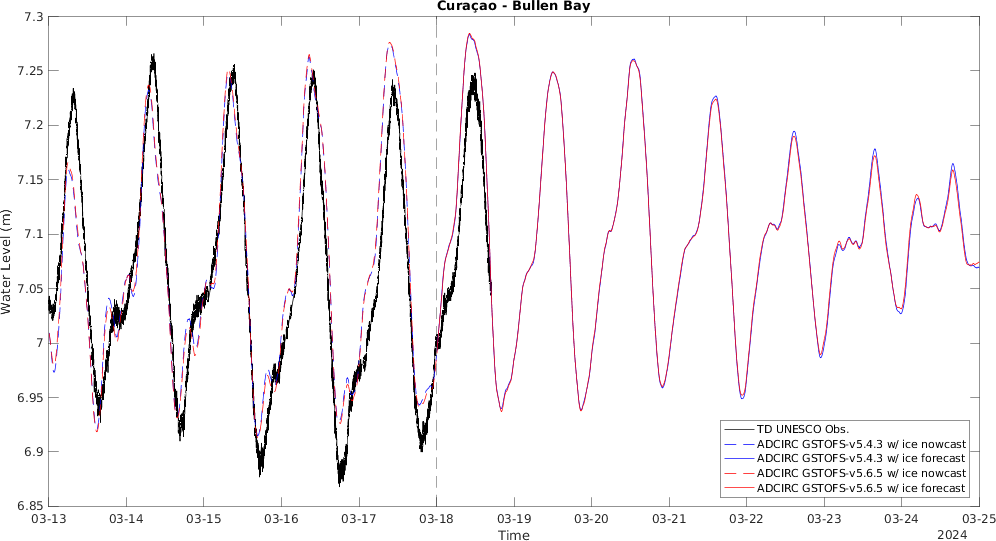 Curaçao - Bullen Bay
7.3
7.25
7.2
7.15
7.1
7.05
7
6.95
6.9
6.85
Water Level (m)
TD UNESCO Obs.
ADCIRC GSTOFS-v5.4.3 w/ ice nowcast
ADCIRC GSTOFS-v5.4.3 w/ ice forecast
ADCIRC GSTOFS-v5.6.5 w/ ice nowcast
ADCIRC GSTOFS-v5.6.5 w/ ice forecast
03-13 03-14 03-15 03-16 03-17 03-18 03-19 03-20 03-21 03-22 03-23 03-24 03-25
Time
2024